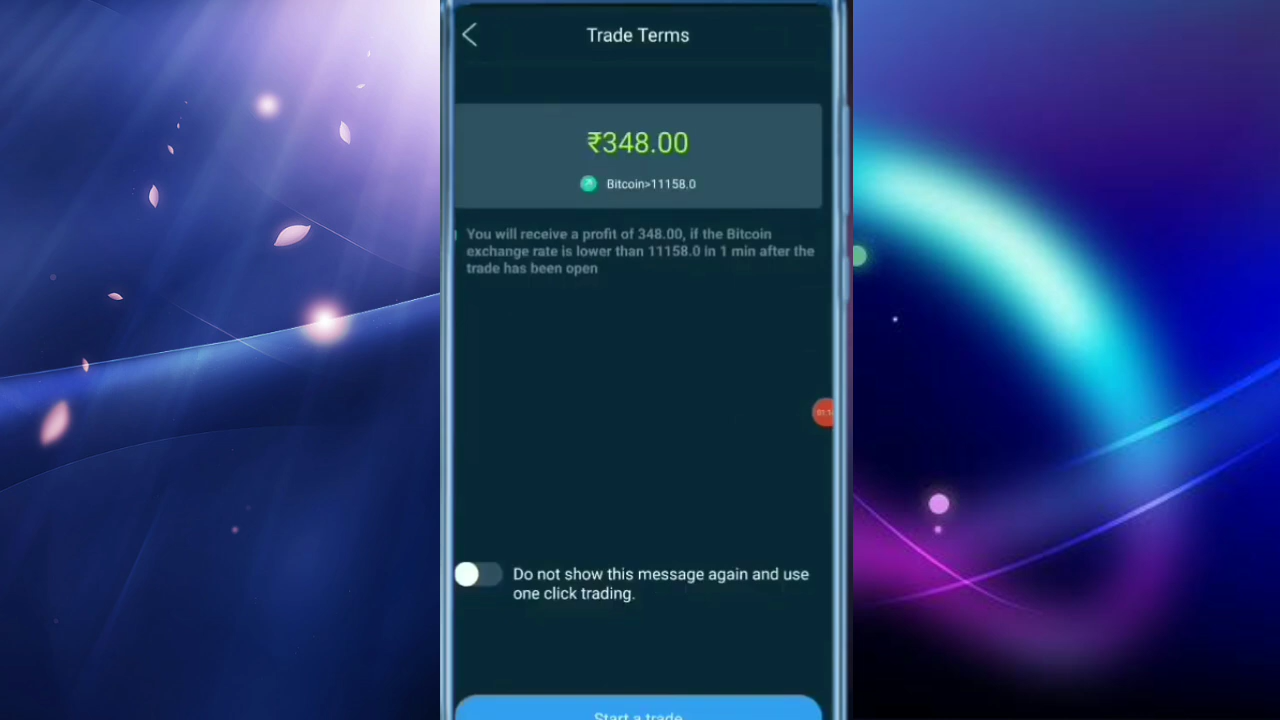 Trade Terms
₹348.00
Bitcoin>11158.0
You will receive a profit of 348.00, if the Bitcoin
exchange rate is lower than 11158.0 in 1 min after the
trade has been open
Do not show this message again and use
one click trading.
Start a trade